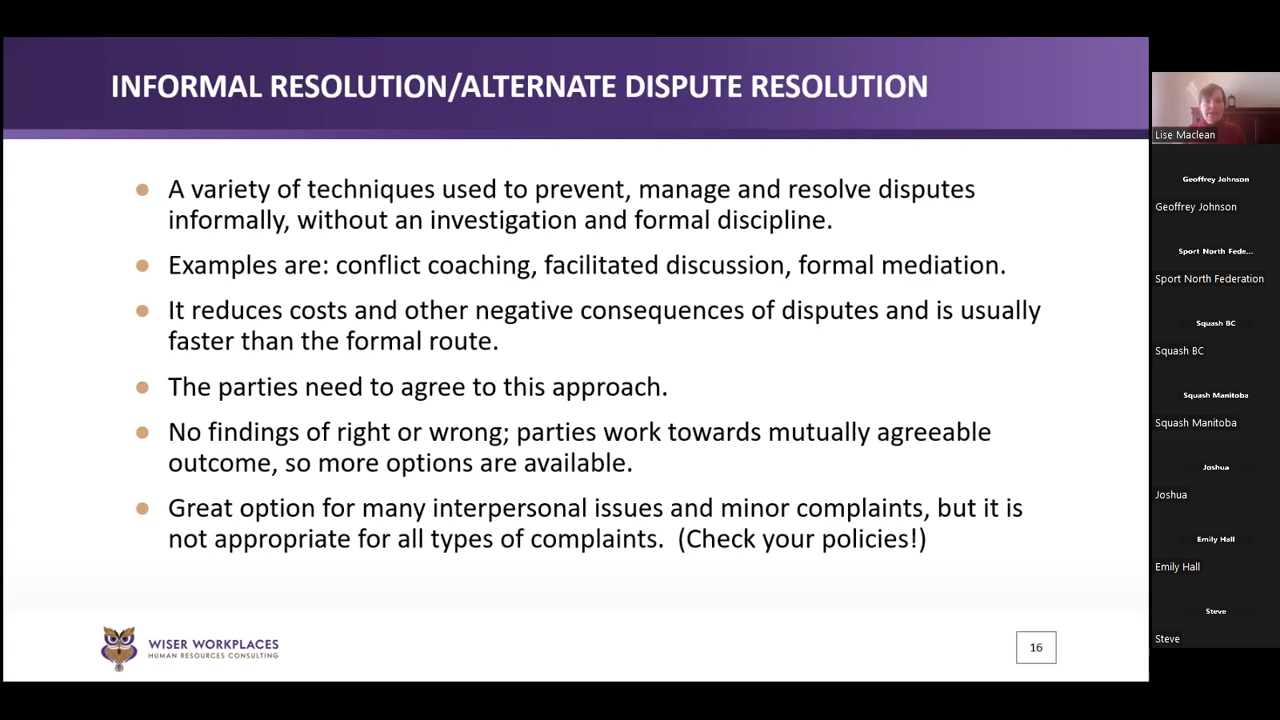 INFORMAL RESOLUTION/ALTERNATE DISPUTE RESOLUTION
A variety of techniques used to prevent, manage and resolve disputes
informally, without an investigation and formal discipline.
Examples are: conflict coaching, facilitated discussion, formal mediation.
It reduces costs and other negative consequences of disputes and is usually
faster than the formal route.
The parties need to agree to this approach.
No findings of right or wrong; parties work towards mutually agreeable
outcome, so more options are available.
Great option for many interpersonal issues and minor complaints, but it is
not appropriate for all types of complaints. (Check your policies!)
WISER WORKPLACES
HUMAN RESOURCES CONSULTING
16
Lise Maclean
Geoffrey Johnson
Geoffrey Johnson
Sport North Fede...
Sport North Federation
Squash BC
Squash BC
Squash Manitoba
Squash Manitoba
Joshua
Joshua
Emily Hall
Emily Hall
Steve
Steve